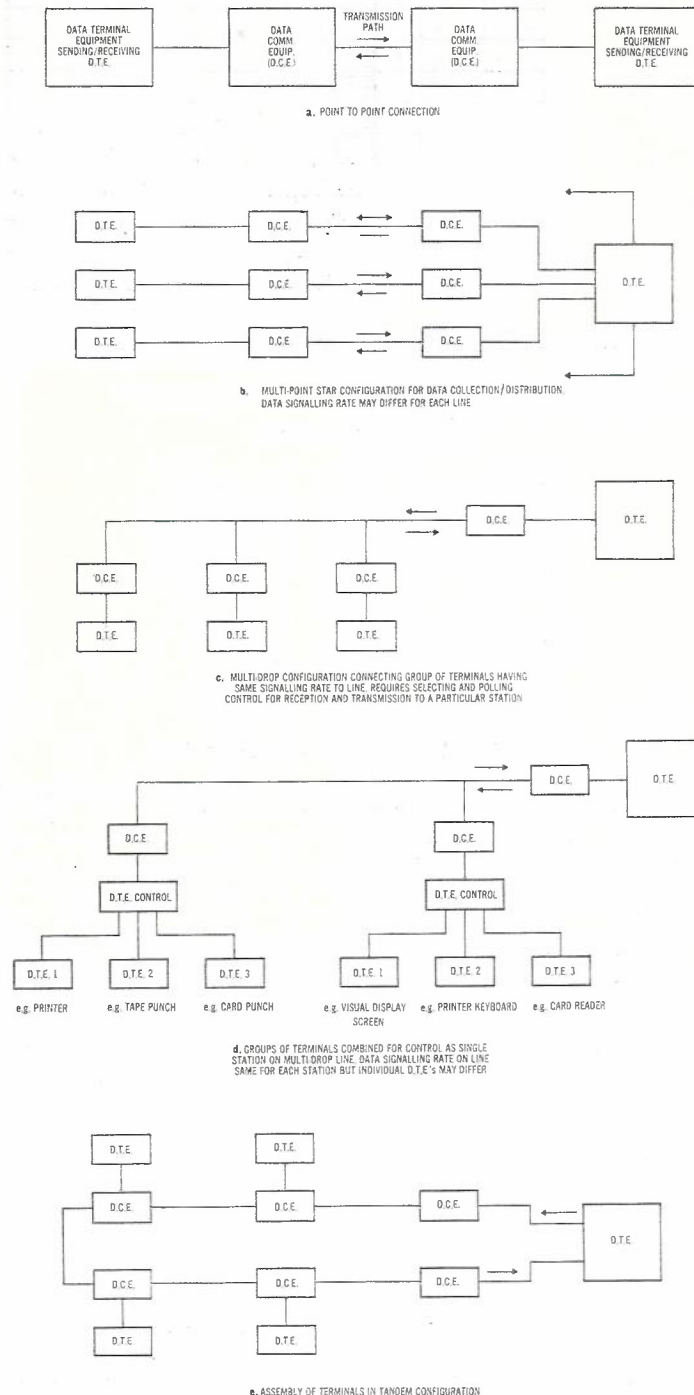 DATA TERMINAL
EQUIPMENT
SENDING/RECEIVING
D.T.E.
DATA
COMM
EQUIP.
(D.C.E.)
TRANSMISSION
PATH
DATA
COMM
EQUIP.
(D.C.E.)
DATA TERMINAL
EQUIPMENT
SENDING/RECEIVING
D.T.E.
a. POINT TO POINT CONNECTION
D.T.E.
D.C.E.
D.C.E.
D.T.E.
D.C.E.
D.C.E.
D.T.E.
D.T.E.
D.C.E.
D.C.E.
b. MULTI-POINT STAR CONFIGURATION FOR DATA COLLECTION/DISTRIBUTION.
DATA SIGNALLING RATE MAY DIFFER FOR EACH LINE
D.C.E.
D.T.E.
D.C.E.
D.C.E.
D.C.E.
D.T.E.
D.T.E.
D.T.E.
c. MULTI-DROP CONFIGURATION CONNECTING GROUP OF TERMINALS HAVING
SAME SIGNALLING RATE TO LINE. REQUIRES SELECTING AND POLLING
CONTROL FOR RECEPTION AND TRANSMISSION TO A PARTICULAR STATION
D.C.E.
D.T.E.
D.C.E.
D.C.E.
D.T.E. CONTROL
D.T.E. CONTROL
D.T.E. 1
D.T.E. 2
D.T.E. 3
D.T.E. 1
D.T.E. 2
D.T.E. 3
e.g. PRINTER
e.g. TAPE PUNCH
e.g. CARD PUNCH
e.g. VISUAL DISPLAY
SCREEN
e.g. PRINTER KEYBOARD
e.g. CARD READER
d. GROUPS OF TERMINALS COMBINED FOR CONTROL AS SINGLE
STATION ON MULTI-DROP LINE. DATA SIGNALLING RATE ON LINE
SAME FOR EACH STATION BUT INDIVIDUAL D.T.E's MAY DIFFER
D.T.E.
D.T.E.
D.C.E.
D.C.E.
D.C.E.
D.T.E.
D.C.E.
D.C.E.
D.C.E.
D.T.E.
D.T.E.
e. ASSEMBLY OF TERMINALS IN TANDEM CONFIGURATION